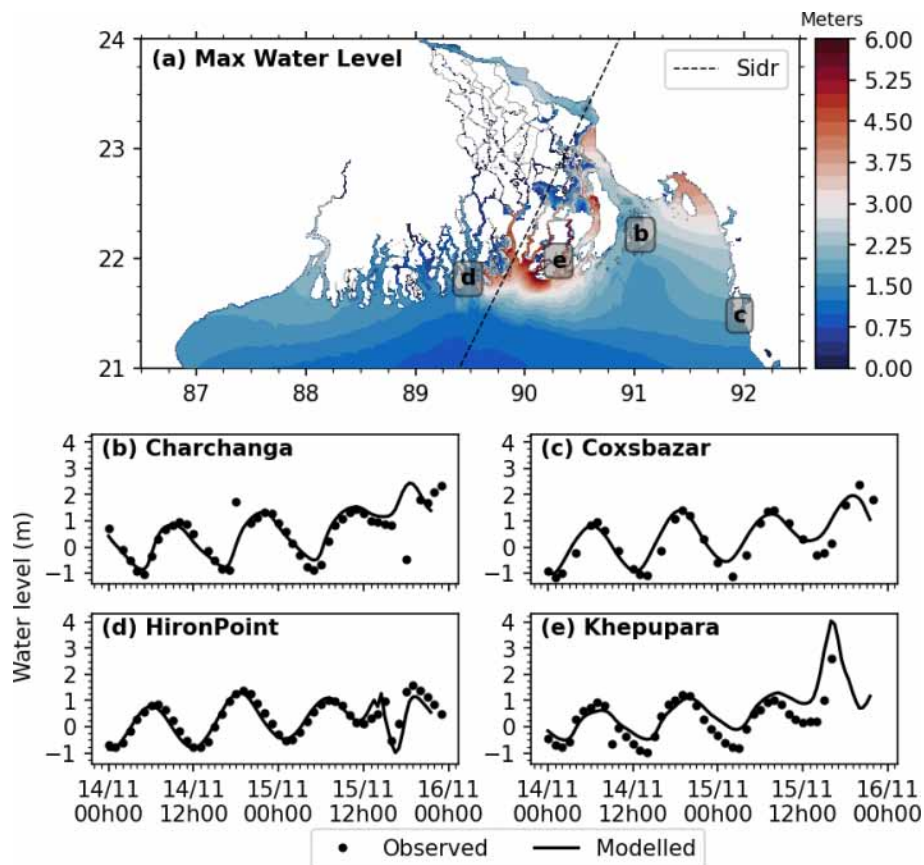 Meters
(a) Max Water Level
Sidr
24
23
22
21
87
88
89
90
91
92
6.00
5.25
4.50
3.75
3.00
2.25
1.50
0.75
0.00
b
c
d
e
Water level (m)
(b) Charchanga
4
3
2
1
0
−1
(c) Coxsbazar
4
3
2
1
0
−1
(d) HironPoint
4
3
2
1
0
−1
(e) Khepupara
4
3
2
1
0
−1
14/11 15/11 15/11 16/11
00h00 12h00 00h00 12h00 00h00
14/11 14/11 15/11 15/11 16/11
00h00 12h00 00h00 12h00 00h00
Observed Modelled